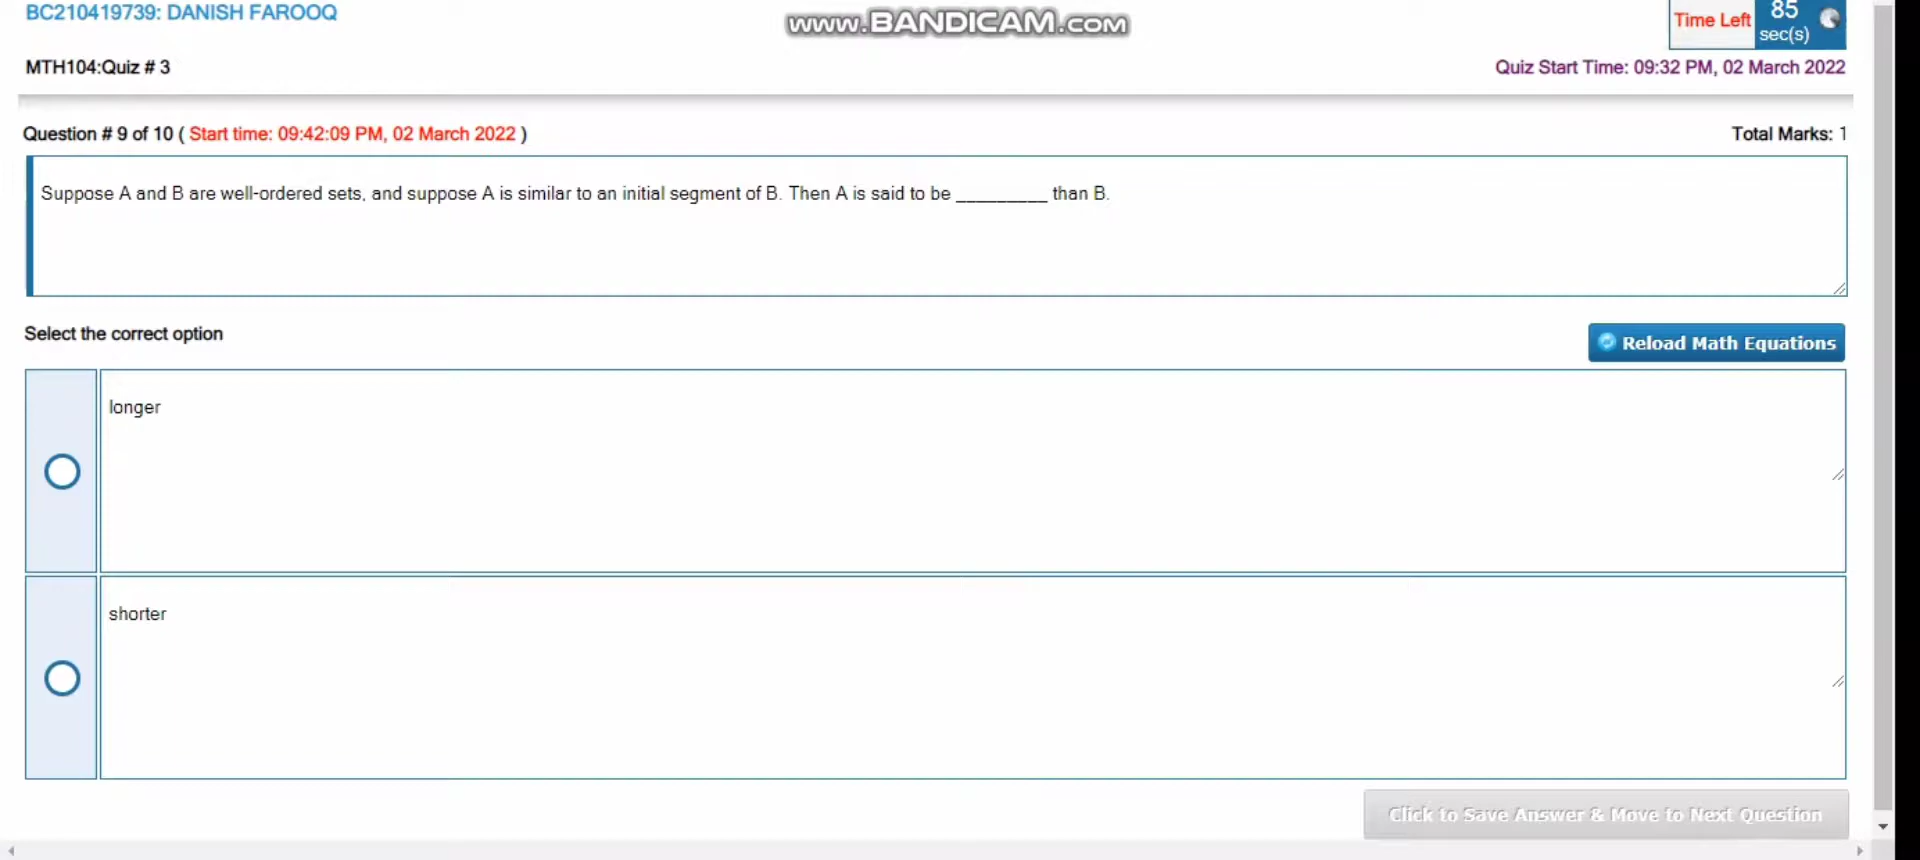 BC210419739: DANISH FAROOQ
www.BANDICAM.com
Time Left 85 sec(s)
MTH104:Quiz # 3
Quiz Start Time: 09:32 PM, 02 March 2022
Question # 9 of 10 ( Start time: 09:42:09 PM, 02 March 2022 )
Total Marks: 1
Suppose A and B are well-ordered sets, and suppose A is similar to an initial segment of B. Then A is said to be _________ than B.
Select the correct option
Reload Math Equations
longer
shorter
Click to Save Answer & Move to Next Question